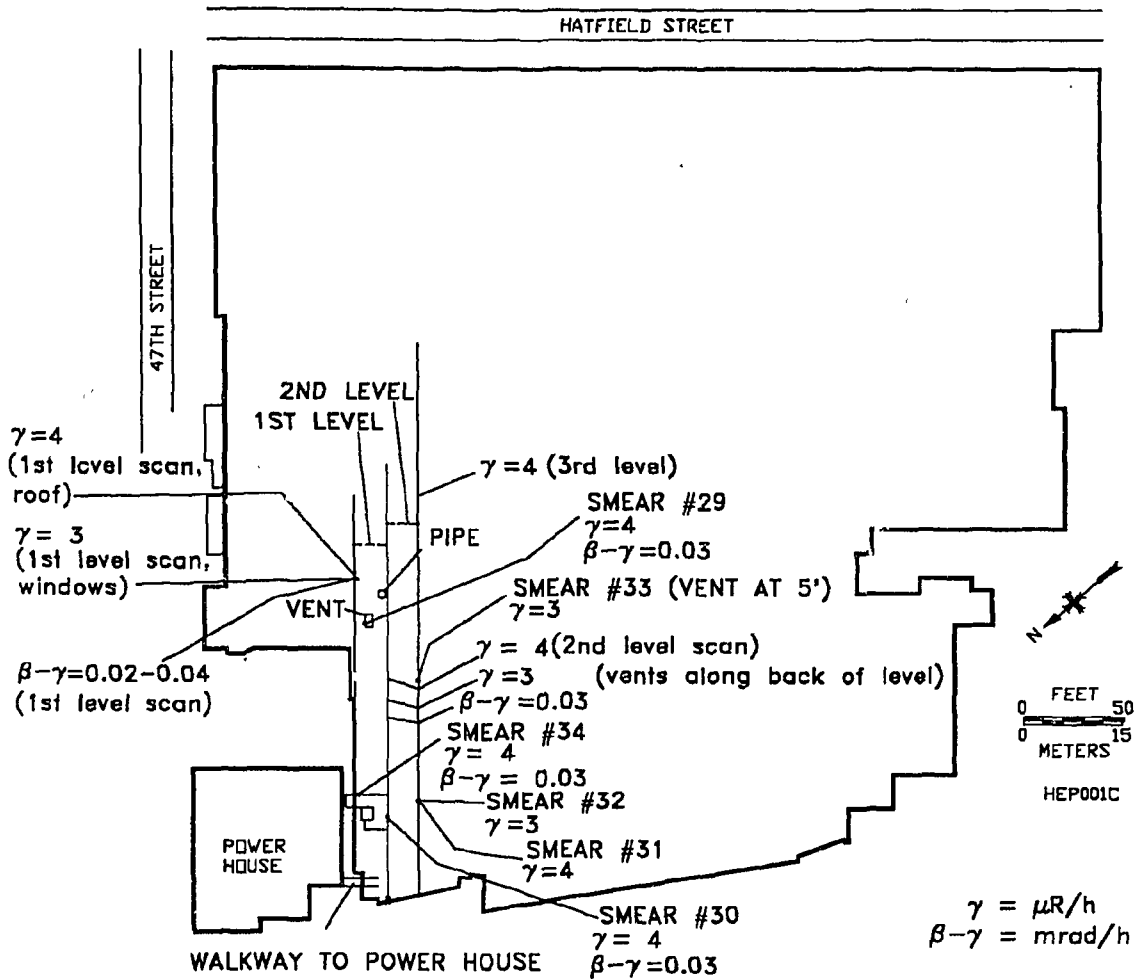 HATFIELD STREET
47TH STREET
2ND LEVEL
1ST LEVEL
γ=4
(1st level scan,
roof)
γ = 3
(1st level scan,
windows)
β-γ=0.02-0.04
(1st level scan)
γ=4 (3rd level)
SMEAR #29
γ=4
β-γ=0.03
PIPE
VENT
SMEAR #33 (VENT AT 5')
γ=3
γ = 4(2nd level scan)
γ=3 (vents along back of level)
β-γ=0.03
SMEAR #34
γ = 4
β-γ = 0.03
SMEAR #32
γ=3
SMEAR #31
γ=4
SMEAR #30
γ = 4
β-γ=0.03
POWER
HOUSE
WALKWAY TO POWER HOUSE
N
FEET
0 50
0 15
METERS
HEP001C
γ = μR/h
β-γ = mrad/h